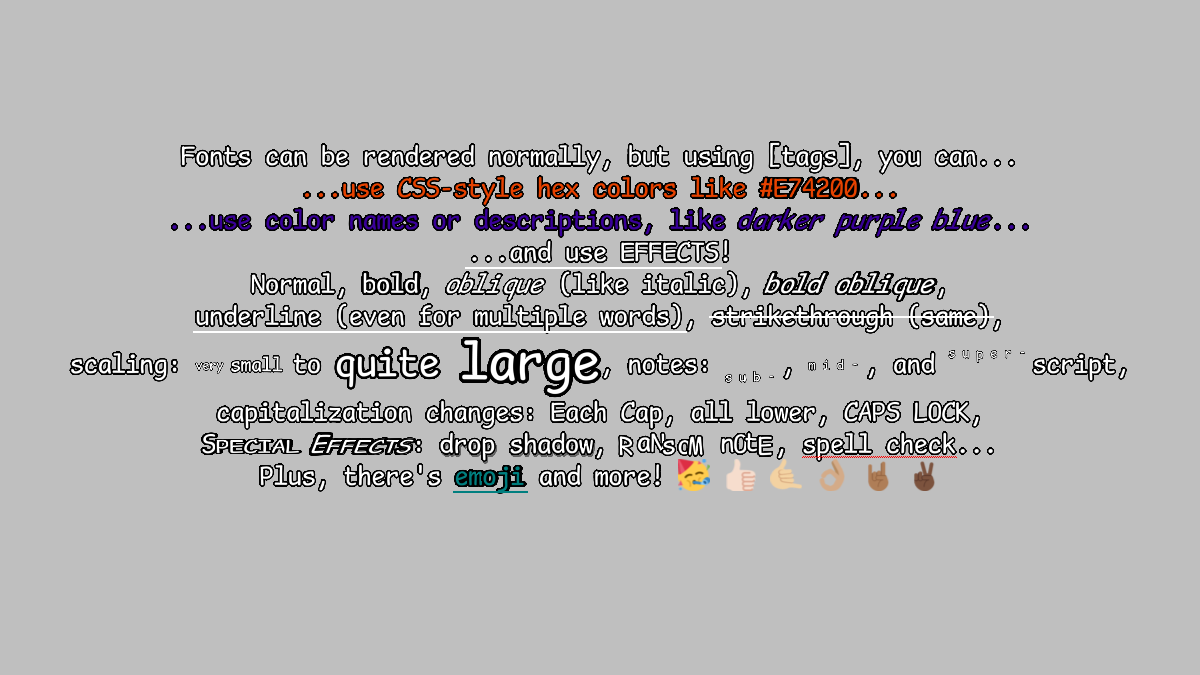 Fonts can be rendered normally, but using [tags], you can...
...use CSS-style hex colors like #E74200...
...use color names or descriptions, like darker purple blue...
...and use EFFECTS!
Normal, bold, oblique (like italic), bold oblique,
underline (even for multiple words), strikethrough (same),
scaling: very small to quite large, notes: sub-, mid-, and super-script,
capitalization changes: Each Cap, all lower, CAPS LOCK,
Special Effects: drop shadow, RaNsoM nOtE, spell check...
Plus, there's emoji and more! 🥳 👍🏻 🤙🏼 👌🏽 🤘🏾 ✌🏿